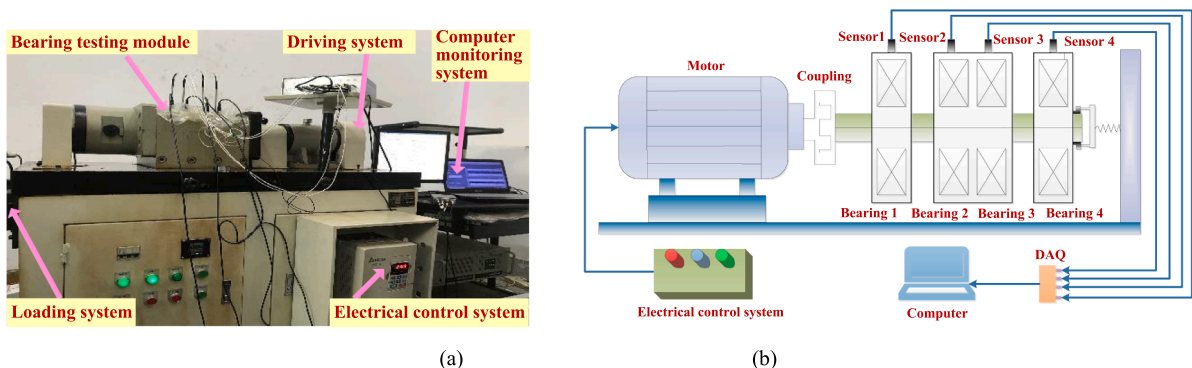 Bearing testing module
Driving system
Computer
monitoring
system
Loading system
Electrical control system
(a)
Sensor1
Sensor2
Sensor 3
Sensor 4
Motor
Coupling
Bearing 1
Bearing 2
Bearing 3
Bearing 4
DAQ
Electrical control system
Computer
(b)